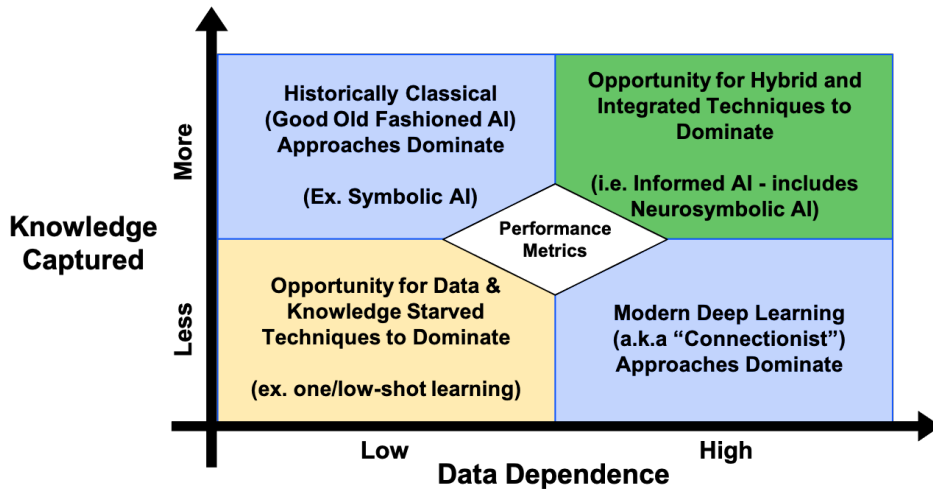 Historically Classical
(Good Old Fashioned AI)
Approaches Dominate
(Ex. Symbolic AI)
Opportunity for Hybrid and
Integrated Techniques to
Dominate
(i.e. Informed AI - includes
Neurosymbolic AI)
More
Knowledge
Captured
Performance
Metrics
Less
Opportunity for Data &
Knowledge Starved
Techniques to Dominate
(ex. one/low-shot learning)
Modern Deep Learning
(a.k.a “Connectionist”)
Approaches Dominate
Low
High
Data Dependence